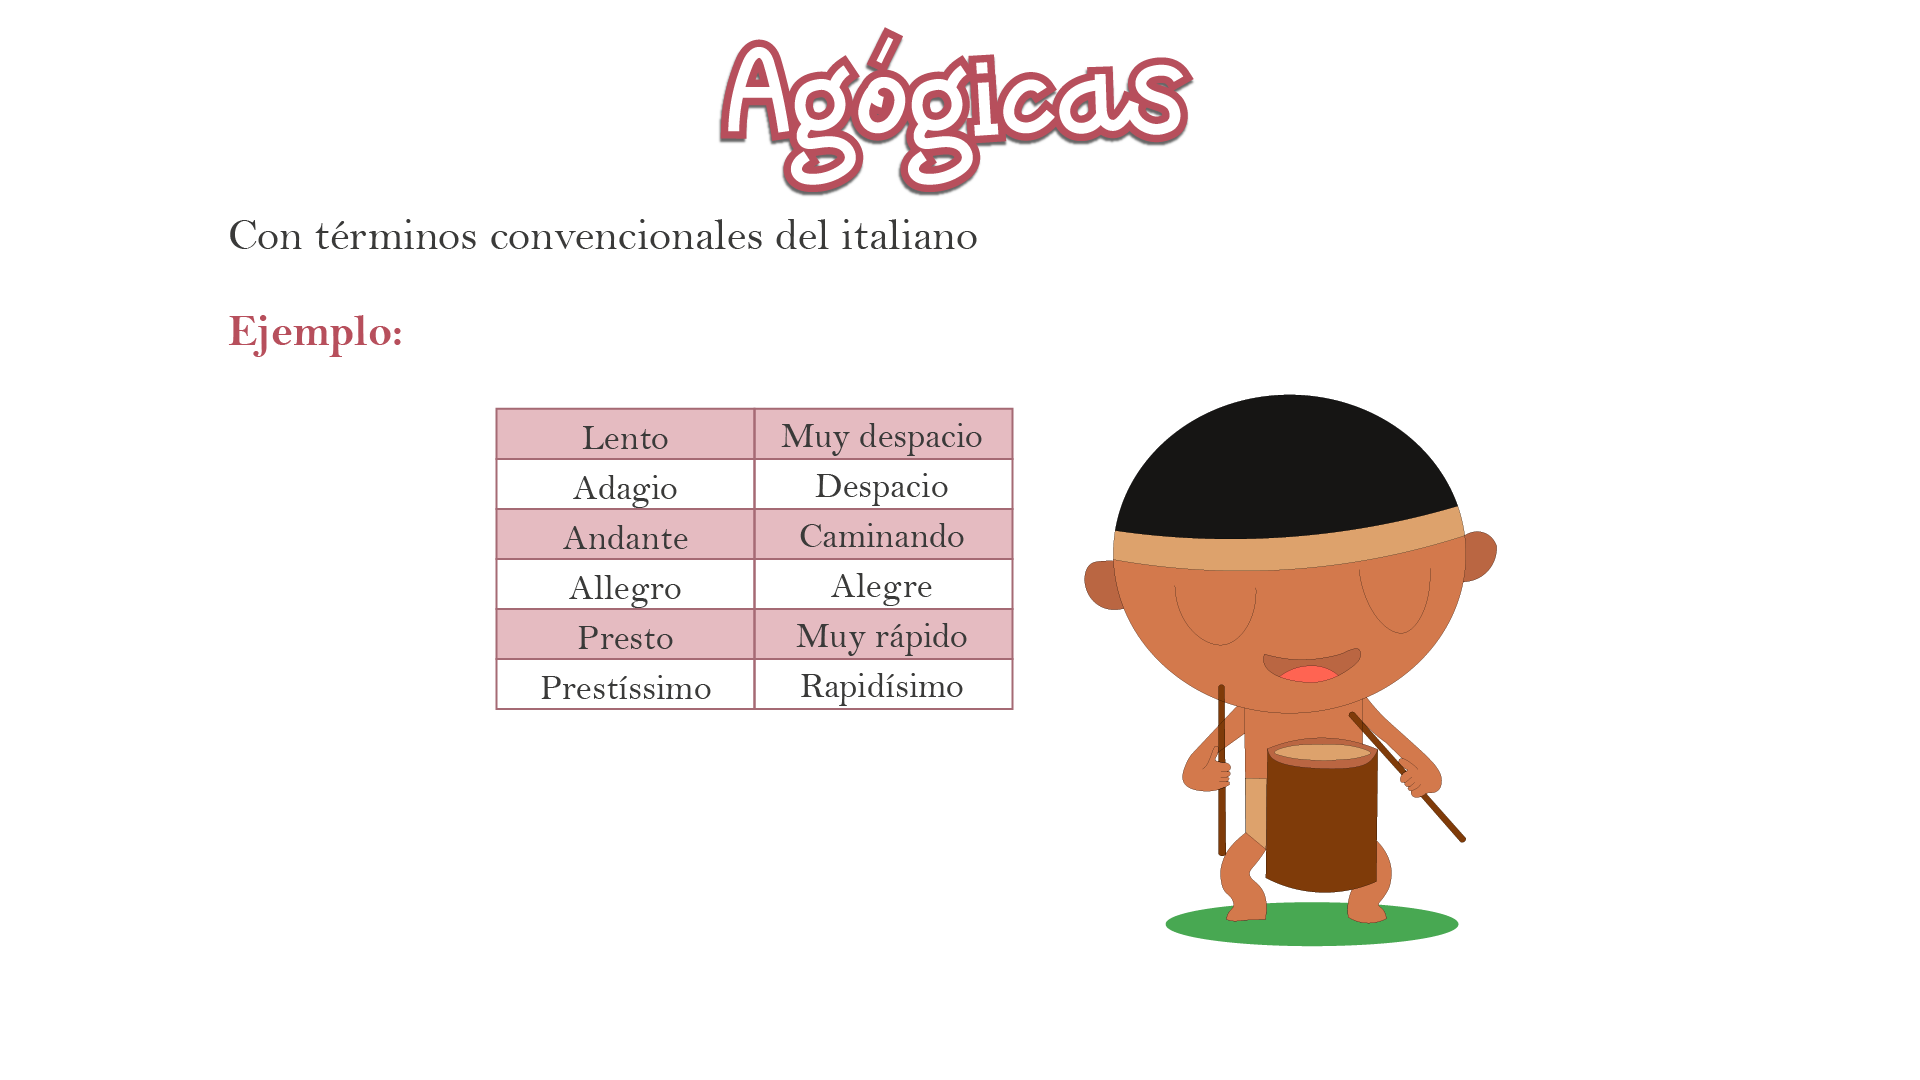 Agógicas
Con términos convencionales del italiano
Ejemplo:
Lento Muy despacio
Adagio Despacio
Andante Caminando
Allegro Alegre
Presto Muy rápido
Prestíssimo Rapidísimo